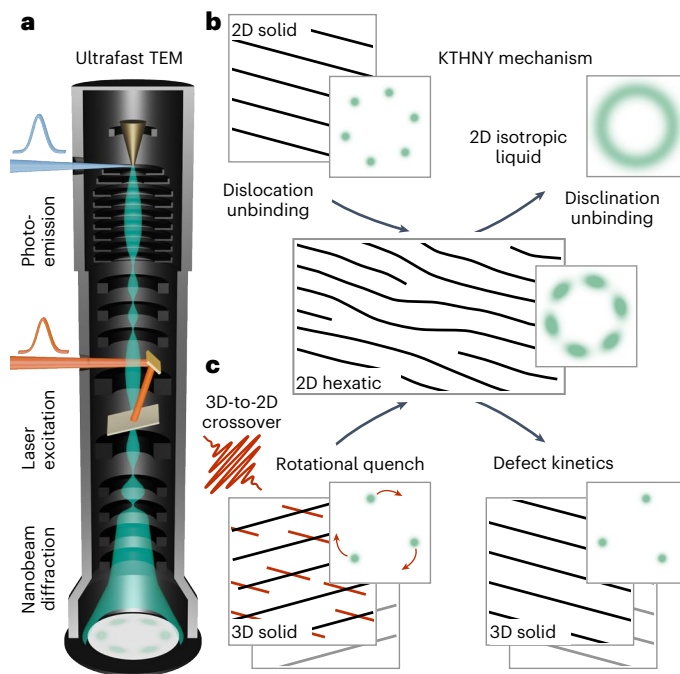 a
Ultrafast TEM
Photo-
emission
Laser
excitation
Nanobeam
diffraction
b
2D solid
KTHNY mechanism
2D isotropic
liquid
Dislocation
unbinding
Disclination
unbinding
2D hexatic
c
3D-to-2D
crossover
Rotational quench
Defect kinetics
3D solid
3D solid